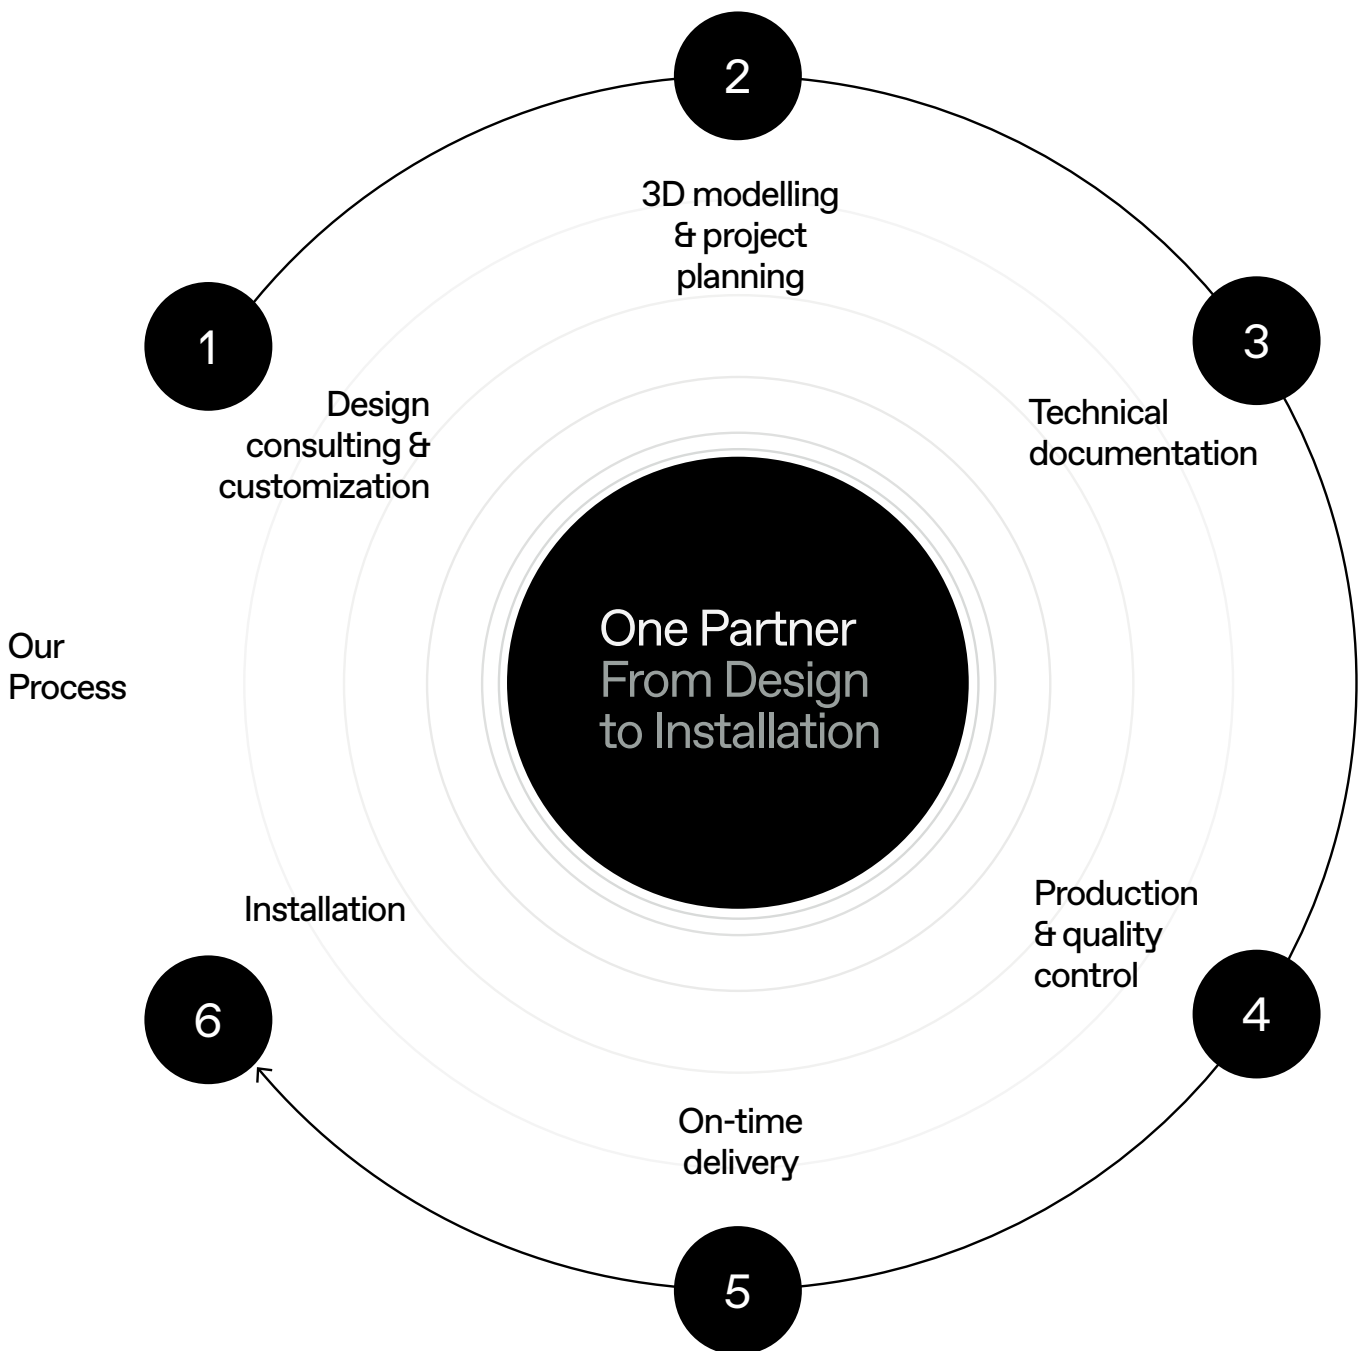 2
3D modelling
& project
planning
1
Design
consulting &
customization
3
Technical
documentation
Our
Process
One Partner
From Design
to Installation
Installation
6
Production
& quality
control
4
On-time
delivery
5